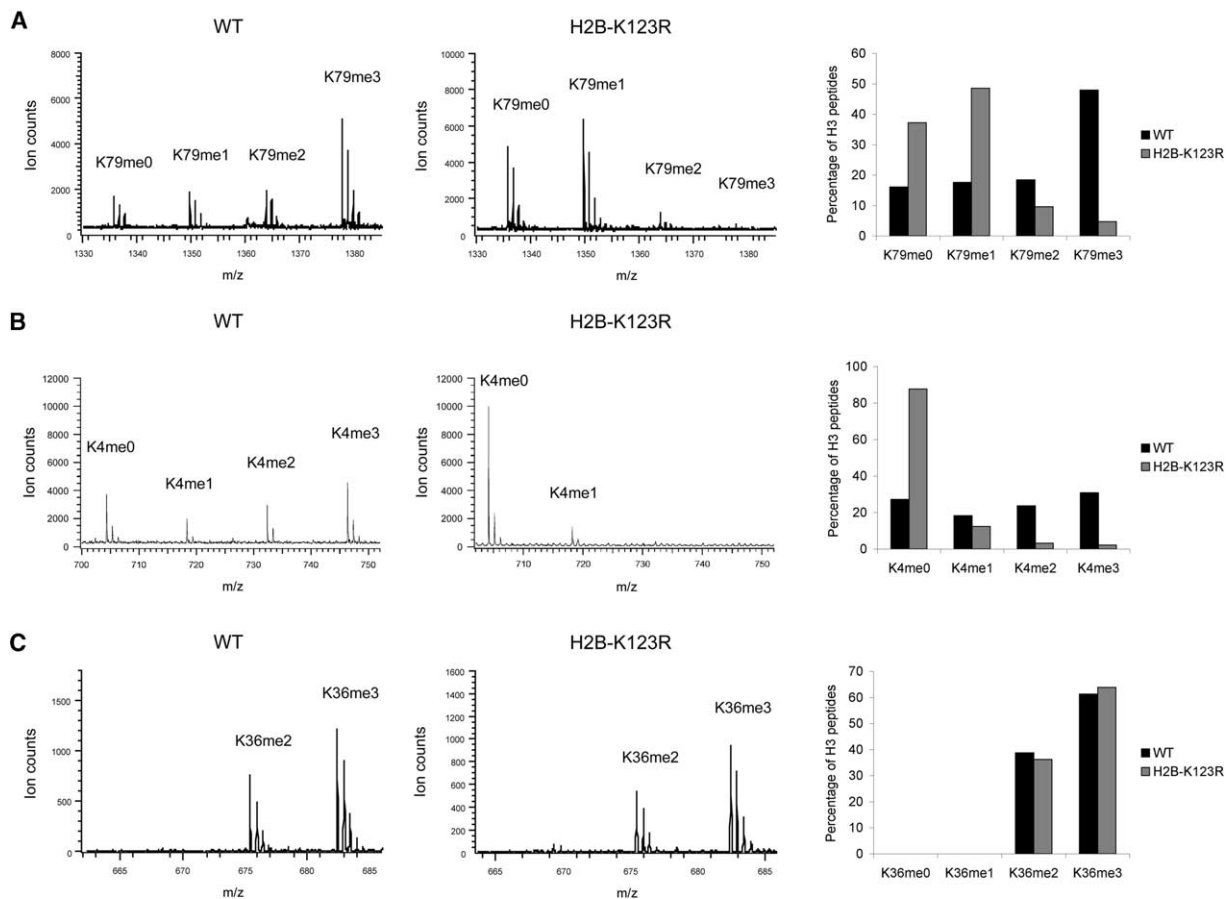 A
WT
H2B-K123R
Ion counts
8000
6000
4000
2000
0
K79me0
K79me1
K79me2
K79me3
1330
1340
1350
1360
1370
1380
m/z
Ion counts
10000
8000
6000
4000
2000
0
K79me0
K79me1
K79me2
K79me3
1330
1340
1350
1360
1370
1380
m/z
Percentage of H3 peptides
60
50
40
30
20
10
0
K79me0 K79me1 K79me2 K79me3
WT
H2B-K123R
B
WT
H2B-K123R
Ion counts
12000
10000
8000
6000
4000
2000
0
K4me0
K4me1
K4me2
K4me3
700
710
720
730
740
750
m/z
Ion counts
12000
10000
8000
6000
4000
2000
0
K4me0
K4me1
710
720
730
740
750
m/z
Percentage of H3 peptides
100
80
60
40
20
0
K4me0 K4me1 K4me2 K4me3
WT
H2B-K123R
C
WT
H2B-K123R
Ion counts
1500
1000
500
0
K36me2
K36me3
665
670
675
680
685
m/z
Ion counts
1600
1400
1200
1000
800
600
400
200
0
K36me2
K36me3
665
670
675
680
685
m/z
Percentage of H3 peptides
70
60
50
40
30
20
10
0
K36me0 K36me1 K36me2 K36me3
WT
H2B-K123R